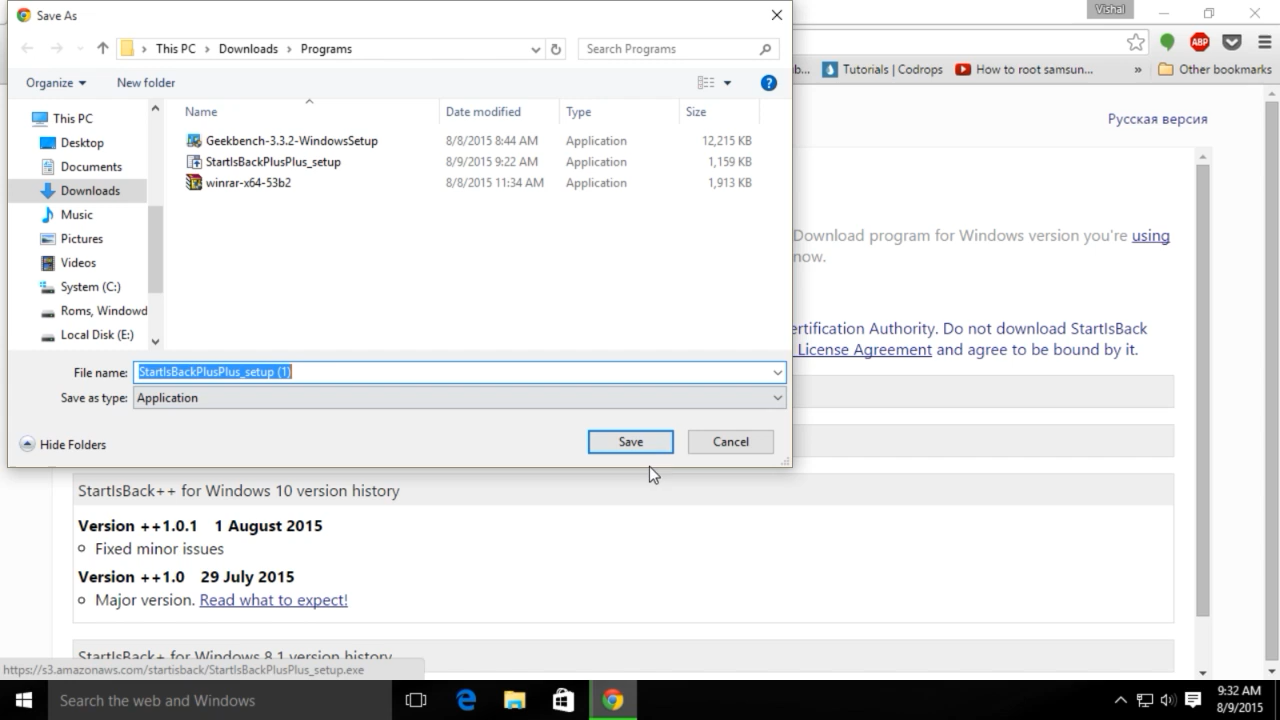 Save As
Vishal
This PC > Downloads > Programs
Search Programs
Organize
New folder
Tutorials | Codrops
How to root samsun...
»
Other bookmarks
ABP
Name
Date modified
Type
Size
This PC
Desktop
Documents
Downloads
Music
Pictures
Videos
System (C:)
Roms, Windowd
Local Disk (E:)
Geekbench-3.3.2-WindowsSetup 8/8/2015 8:44 AM Application 12,215 KB
StartIsBackPlusPlus_setup 8/9/2015 9:22 AM Application 1,159 KB
winrar-x64-53b2 8/8/2015 11:34 AM Application 1,913 KB
File name: StartIsBackPlusPlus_setup (1)
Save as type: Application
Hide Folders
Save
Cancel
Русская версия
Download program for Windows version you're using
now.
ertification Authority. Do not download StartIsBack
License Agreement and agree to be bound by it.
StartIsBack++ for Windows 10 version history
Version ++1.0.1 1 August 2015
Fixed minor issues
Version ++1.0 29 July 2015
Major version. Read what to expect!
StartIsBack++ for Windows 8.1 version history
https://s3.amazonaws.com/startisback/StartIsBackPlusPlus_setup.exe
Search the web and Windows
9:32 AM
8/9/2015